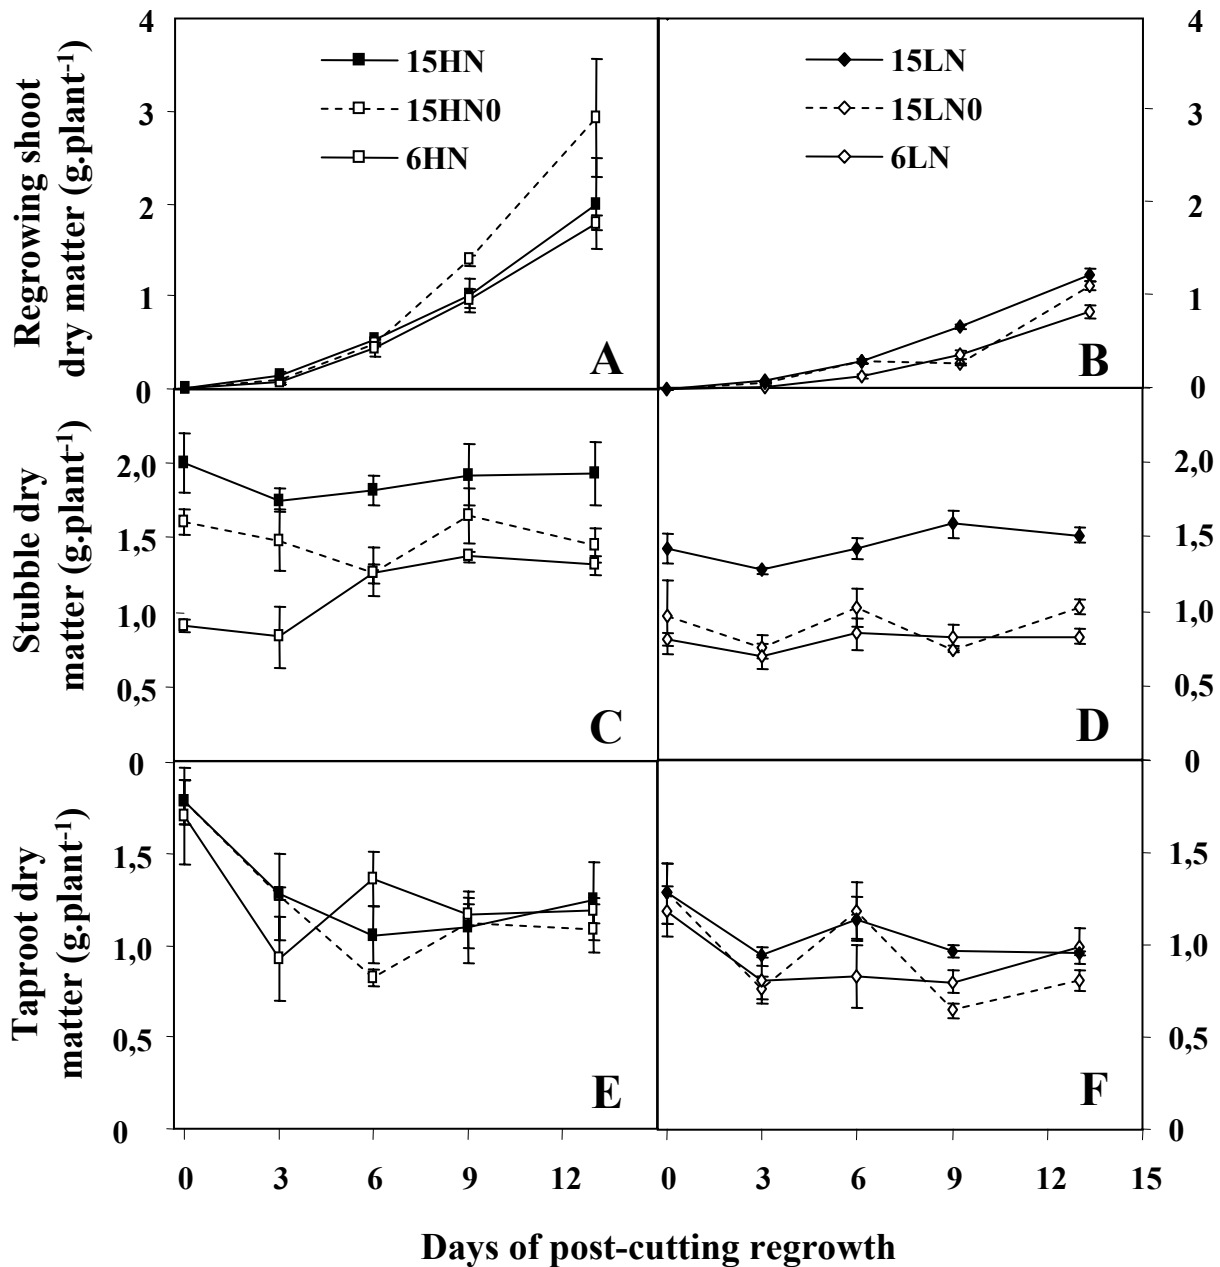 Regrowing shoot
dry matter (g.plant-1)
4
3
2
1
0
15HN
15HN0
6HN
A
15LN
15LN0
6LN
B
4
3
2
1
0
Stubble dry
matter (g.plant-1)
2,0
1,5
1,0
0,5
0
C
D
2,0
1,5
1,0
0,5
0
Taproot dry
matter (g.plant-1)
1,5
1,0
0,5
0
E
F
1,5
1,0
0,5
0
0 3 6 9 12 0 3 6 9 12 15
Days of post-cutting regrowth